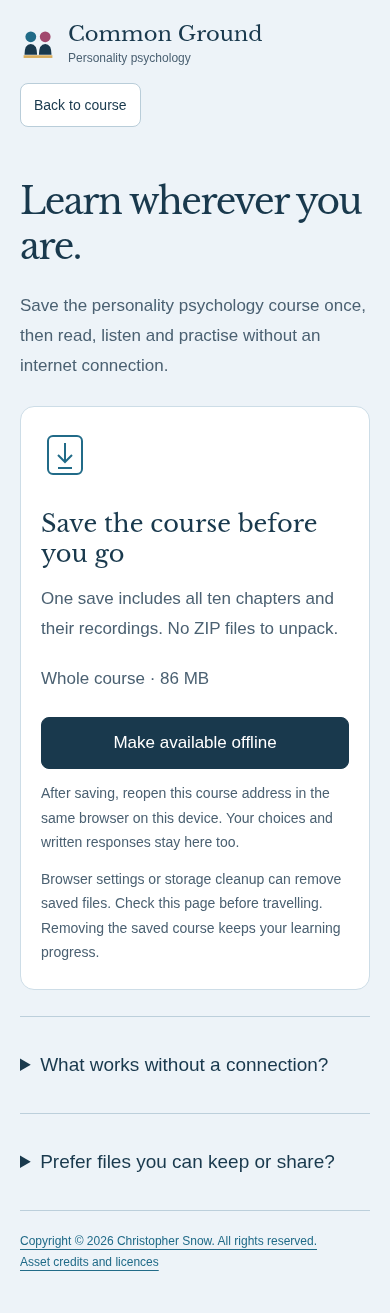 Common Ground
Personality psychology
Back to course
Learn wherever you
are.
Save the personality psychology course once,
then read, listen and practise without an
internet connection.
Save the course before
you go
One save includes all ten chapters and
their recordings. No ZIP files to unpack.
Whole course · 86 MB
Make available offline
After saving, reopen this course address in the
same browser on this device. Your choices and
written responses stay here too.
Browser settings or storage cleanup can remove
saved files. Check this page before travelling.
Removing the saved course keeps your learning
progress.
What works without a connection?
Prefer files you can keep or share?
Copyright © 2026 Christopher Snow. All rights reserved.
Asset credits and licences